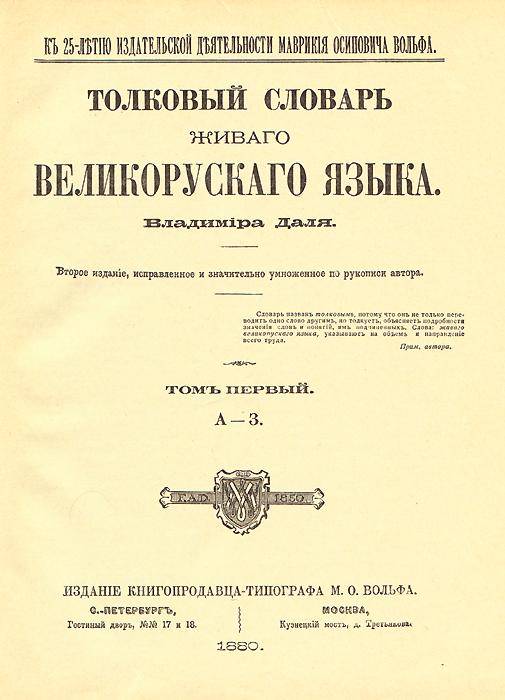 КЪ 25-ЛѢТІЮ ИЗДАТЕЛЬСКОЙ ДѢЯТЕЛЬНОСТИ МАВРИКІЯ ОСИПОВИЧА ВОЛЬФА.
ТОЛКОВЫЙ СЛОВАРЬ
ЖИВАГО
ВЕЛИКОРУСКАГО ЯЗЫКА.
Владиміра Даля.
Второе изданіе, исправленное и значительно умноженное по рукописи автора.
Словарь названъ толковымъ, потому что онъ не только пере-
водитъ одно слово другимъ, но толкуетъ, объясняетъ подробности
значенія словъ и понятій, имъ подчиненныхъ. Слова: живаго
великорускаго языка, указываютъ на объемъ и направленіе
всего труда.
Прим. автора.
ТОМЪ ПЕРВЫЙ.
А—З.
F.A.D. 1850.
ИЗДАНІЕ КНИГОПРОДАВЦА-ТИПОГРАФА М. О. ВОЛЬФА.
С.-ПЕТЕРБУРГЪ, МОСКВА,
Гостиный дворъ, №№ 17 и 18. Кузнецкій мостъ, д. Третьякова.
1880.